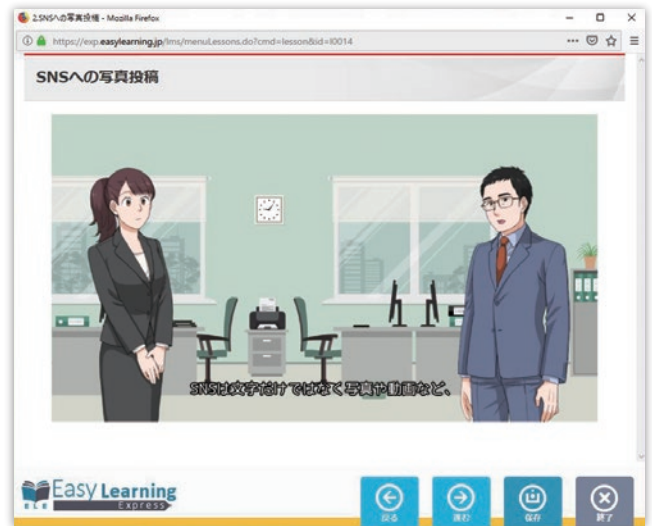 2.SNSへの写真投稿 - Mozilla Firefox
https://exp.easylearning.jp/lms/menuLessons.do?cmd=lesson&id=l0014
SNSへの写真投稿
SNSは文字だけではなく写真や動画など、
Easy Learning
ELE Express
戻る 進む 保存 終了